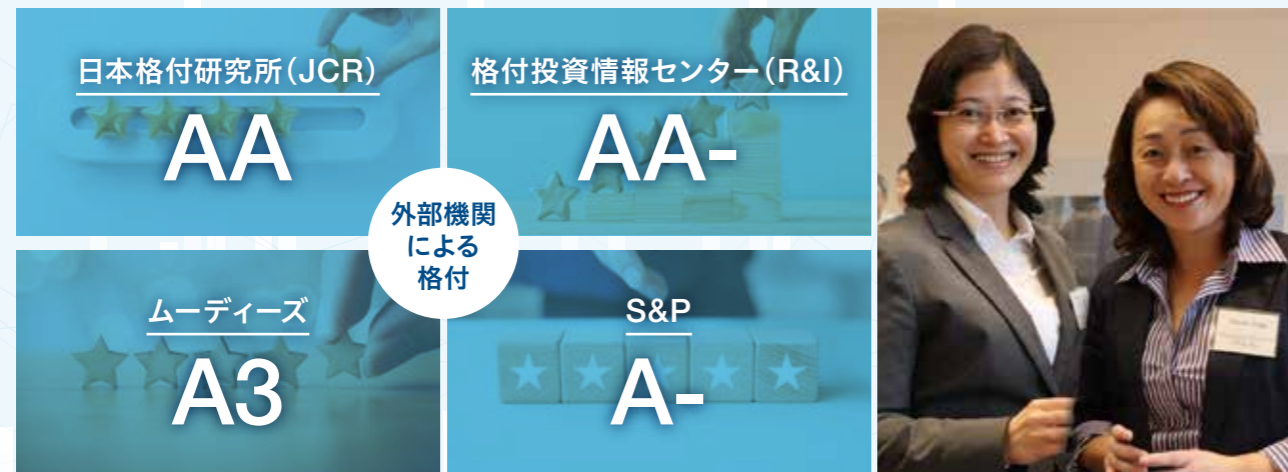 日本格付研究所(JCR)
AA
格付投資情報センター(R&I)
AA-
外部機関
による
格付
ムーディーズ
A3
S&P
A-